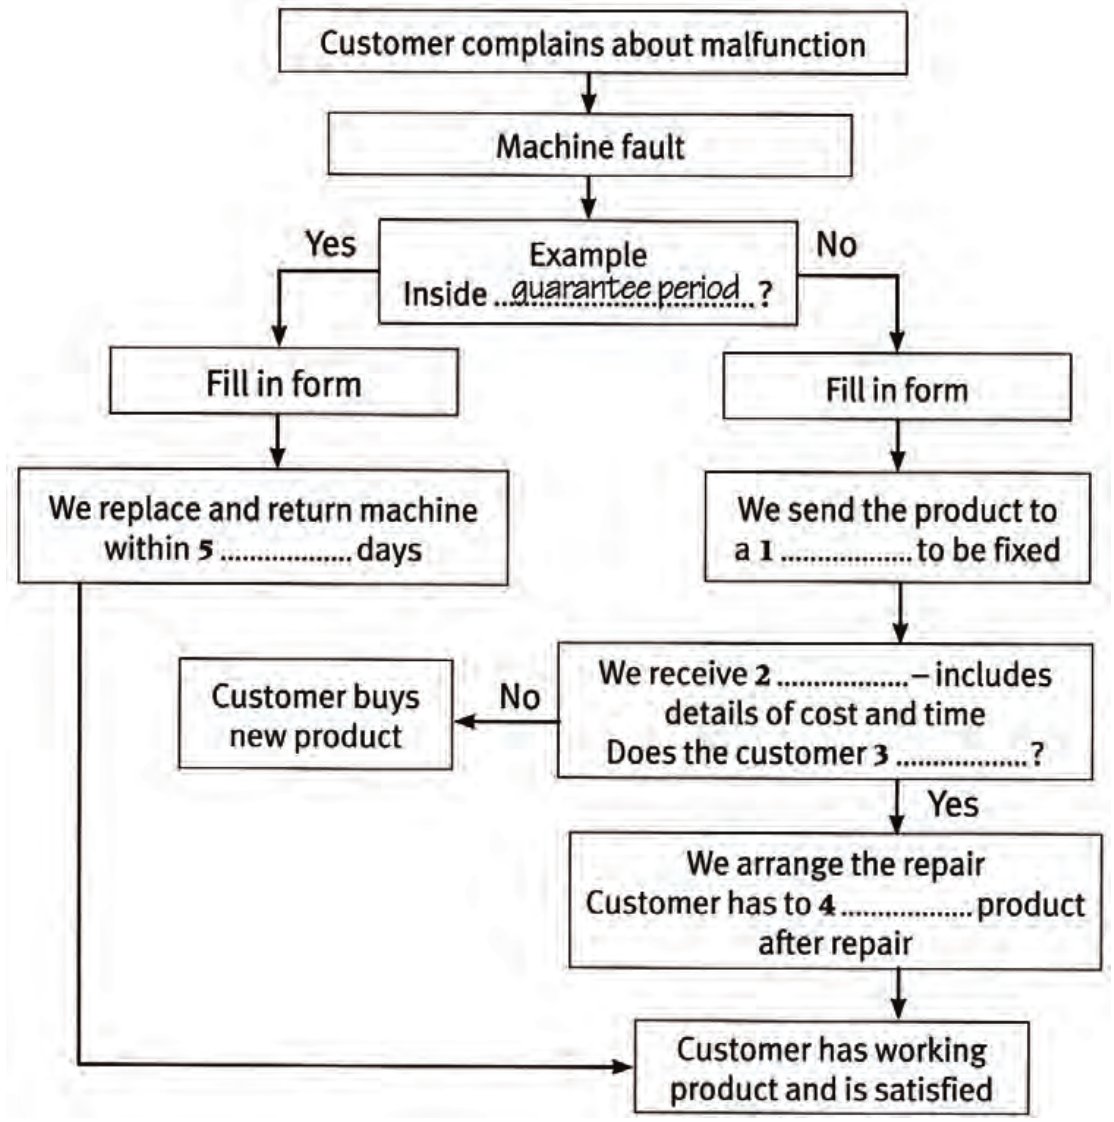 Customer complains about malfunction
Machine fault
Yes
Example
Inside ...guarantee period...?
No
Fill in form
Fill in form
We replace and return machine
within 5 .................. days
We send the product to
a 1 .................. to be fixed
We receive 2 .................. – includes
details of cost and time
Does the customer 3 ..................?
No
Customer buys
new product
Yes
We arrange the repair
Customer has to 4 .................. product
after repair
Customer has working
product and is satisfied